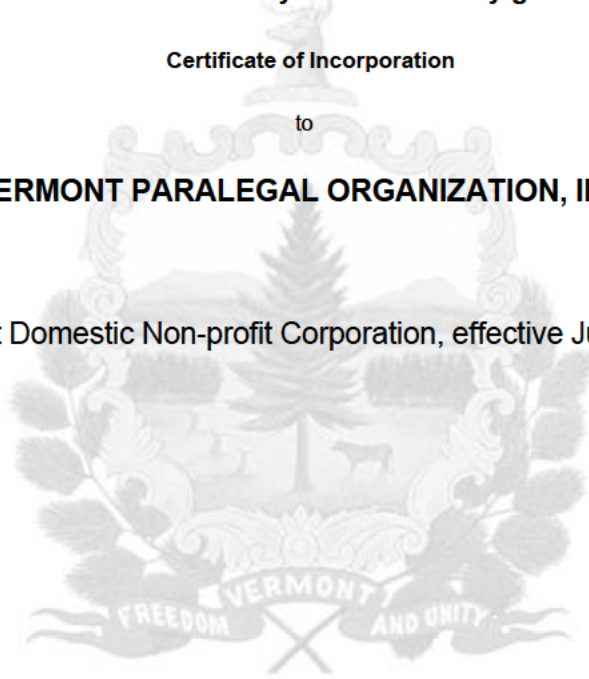 Certificate of Incorporation
to
ERMONT PARALEGAL ORGANIZATION, I
t Domestic Non-profit Corporation, effective Ju
VERMONT
FREEDOM AND UNITY